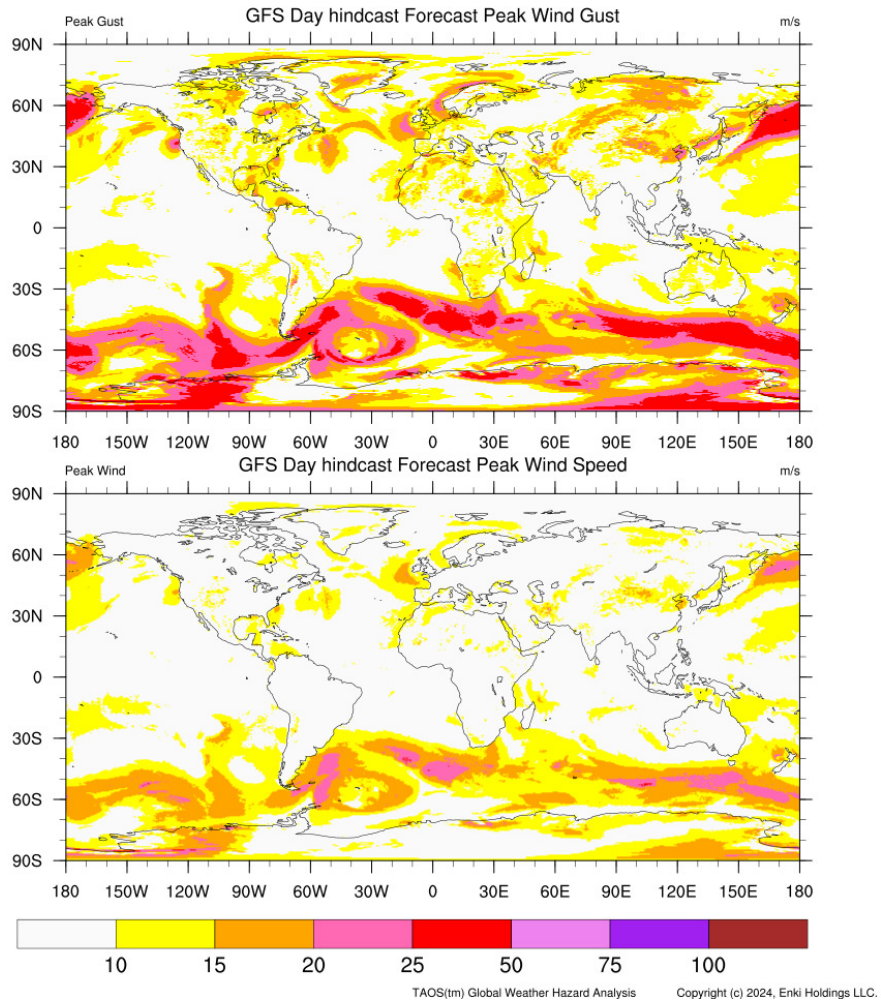 GFS Day hindcast Forecast Peak Wind Gust
Peak Gust m/s
90N
60N
30N
0
30S
60S
90S
180 150W 120W 90W 60W 30W 0 30E 60E 90E 120E 150E 180
GFS Day hindcast Forecast Peak Wind Speed
Peak Wind m/s
90N
60N
30N
0
30S
60S
90S
180 150W 120W 90W 60W 30W 0 30E 60E 90E 120E 150E 180
10 15 20 25 50 75 100
TAOS(tm) Global Weather Hazard Analysis Copyright (c) 2024, Enki Holdings LLC.